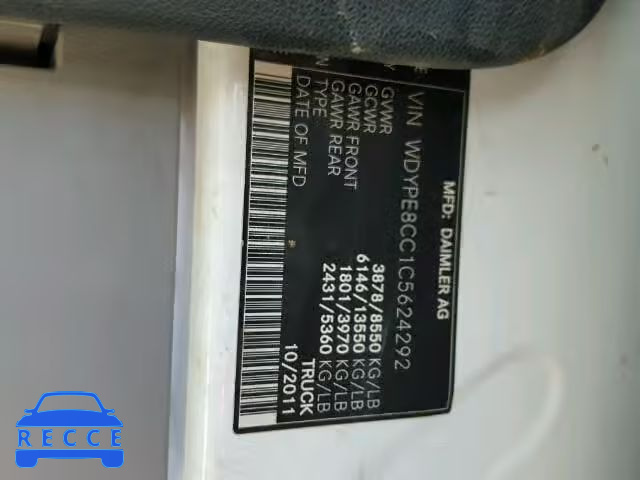 MFD: DAIMLER AG
VIN WDYPE8CC1C5624292
GVWR 3878/8550 KG/LB
GCWR 6146/13550 KG/LB
GAWR FRONT 1801/3970 KG/LB
GAWR REAR 2431/5360 KG/LB
TYPE TRUCK
DATE OF MFD 10/2011
RECCE